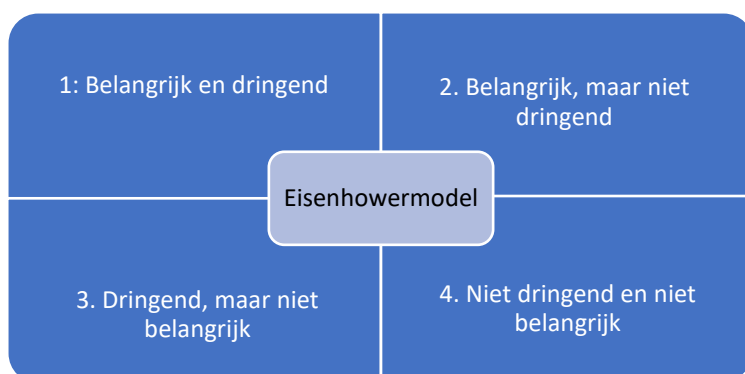 1: Belangrijk en dringend
2. Belangrijk, maar niet
dringend
Eisenhowermodel
3. Dringend, maar niet
belangrijk
4. Niet dringend en niet
belangrijk